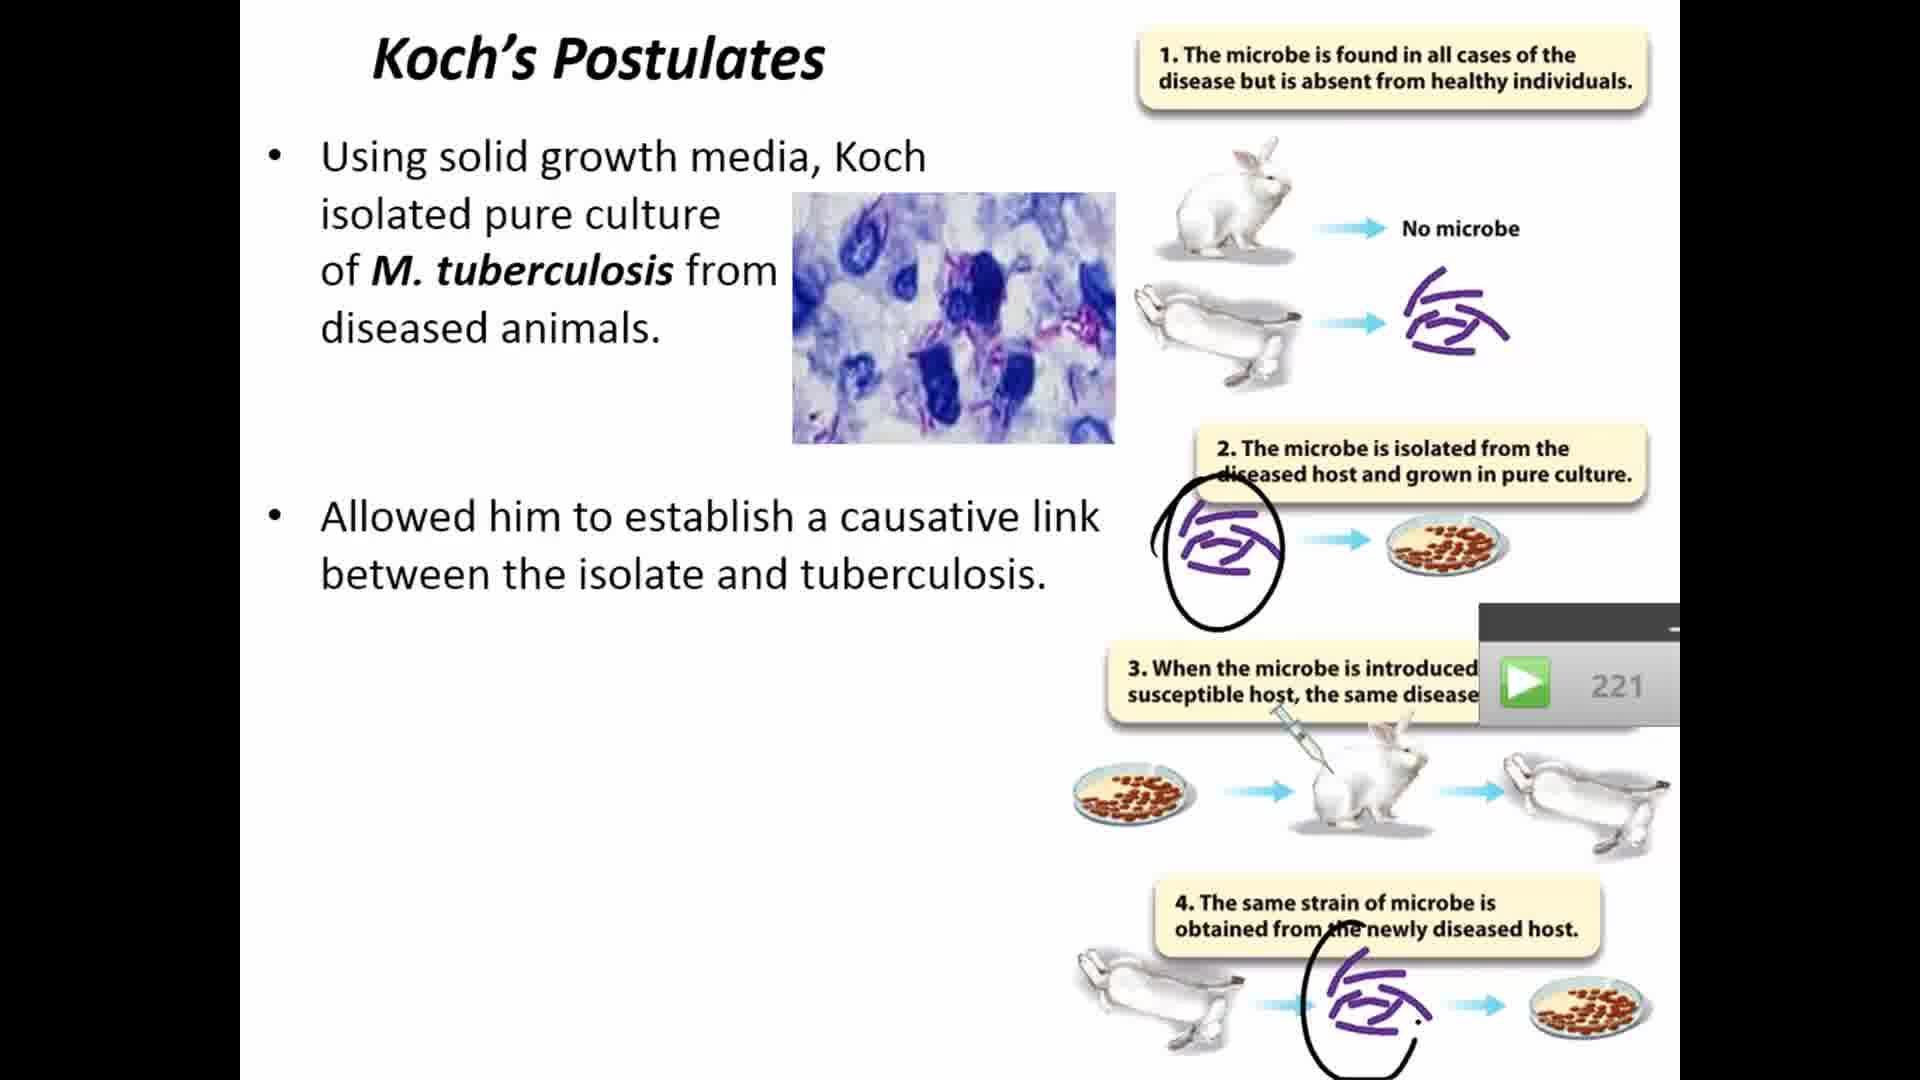 Koch's Postulates
• Using solid growth media, Koch
isolated pure culture
of M. tuberculosis from
diseased animals.
• Allowed him to establish a causative link
between the isolate and tuberculosis.
1. The microbe is found in all cases of the
disease but is absent from healthy individuals.
No microbe
2. The microbe is isolated from the
diseased host and grown in pure culture.
3. When the microbe is introduced
susceptible host, the same disease
221
4. The same strain of microbe is
obtained from the newly diseased host.